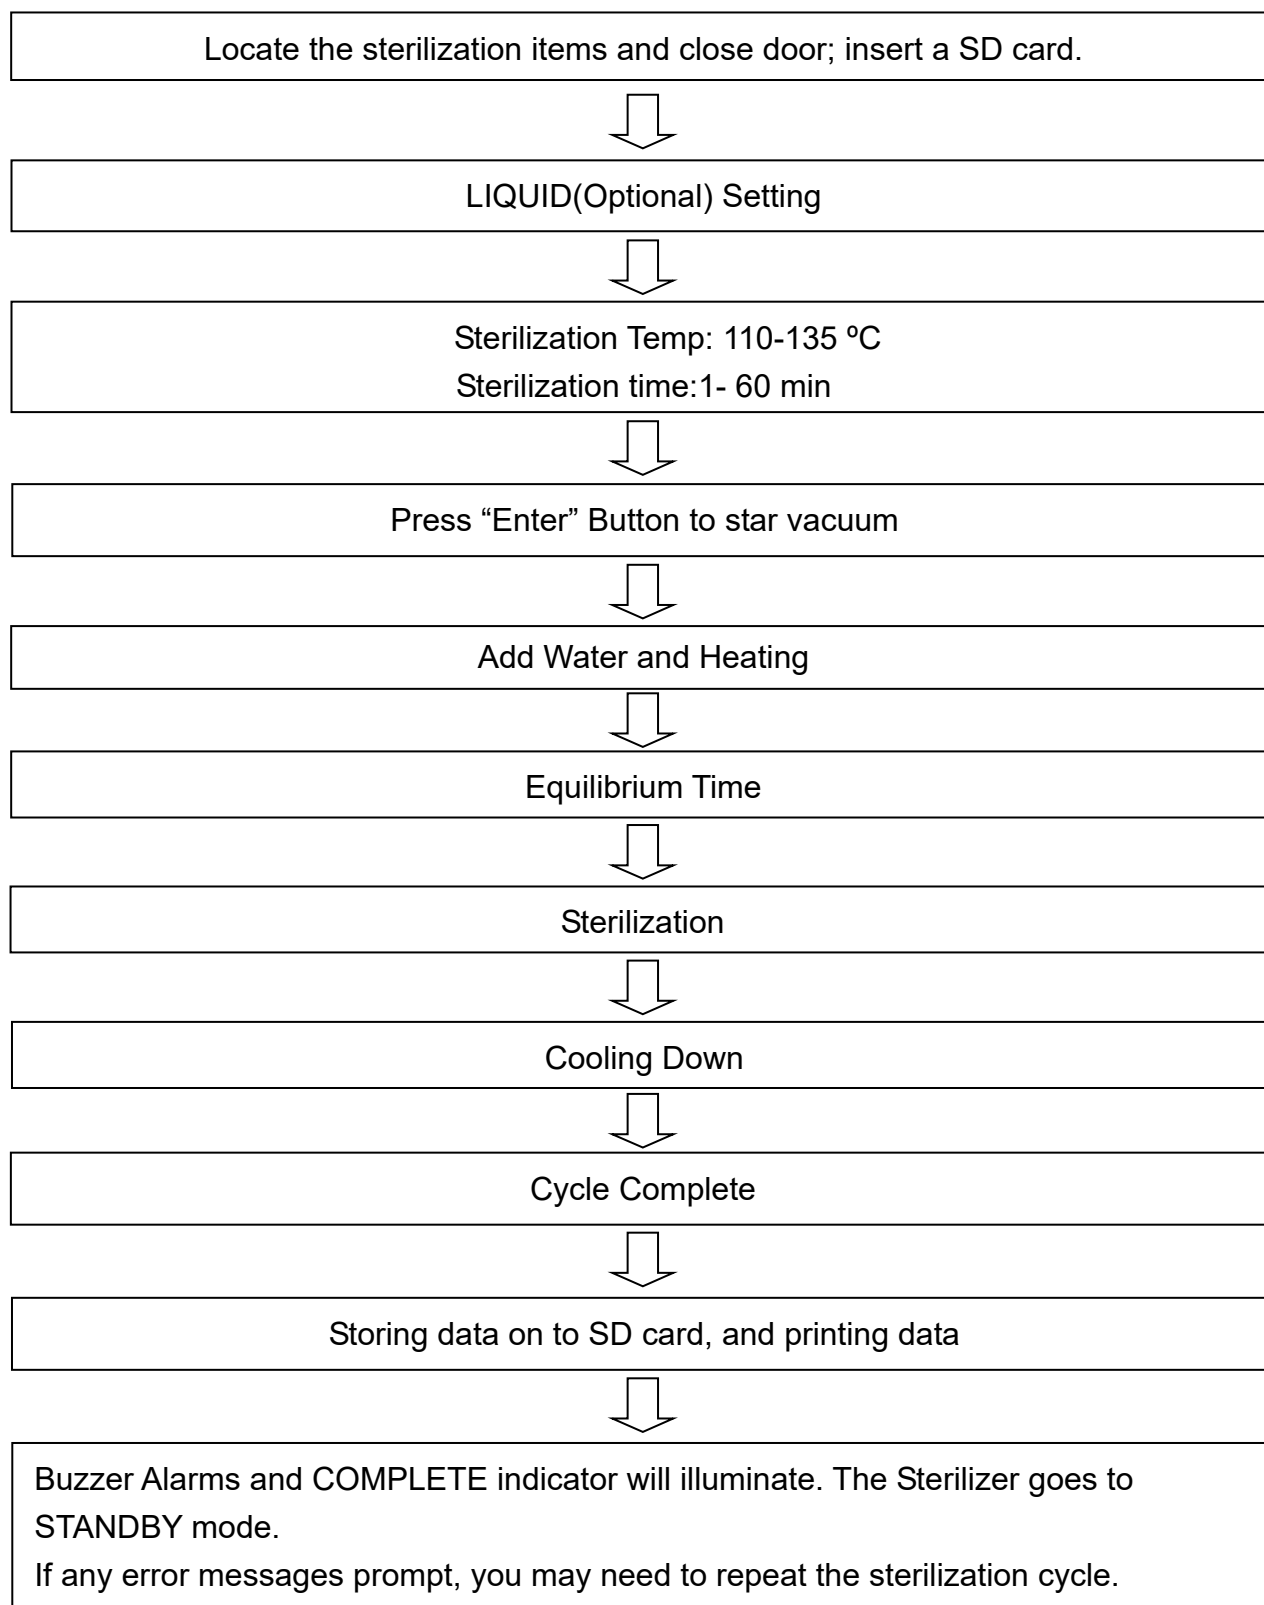 Locate the sterilization items and close door; insert a SD card.
LIQUID(Optional) Setting
Sterilization Temp: 110-135 ºC
Sterilization time:1- 60 min
Press “Enter” Button to star vacuum
Add Water and Heating
Equilibrium Time
Sterilization
Cooling Down
Cycle Complete
Storing data on to SD card, and printing data
Buzzer Alarms and COMPLETE indicator will illuminate. The Sterilizer goes to
STANDBY mode.
If any error messages prompt, you may need to repeat the sterilization cycle.